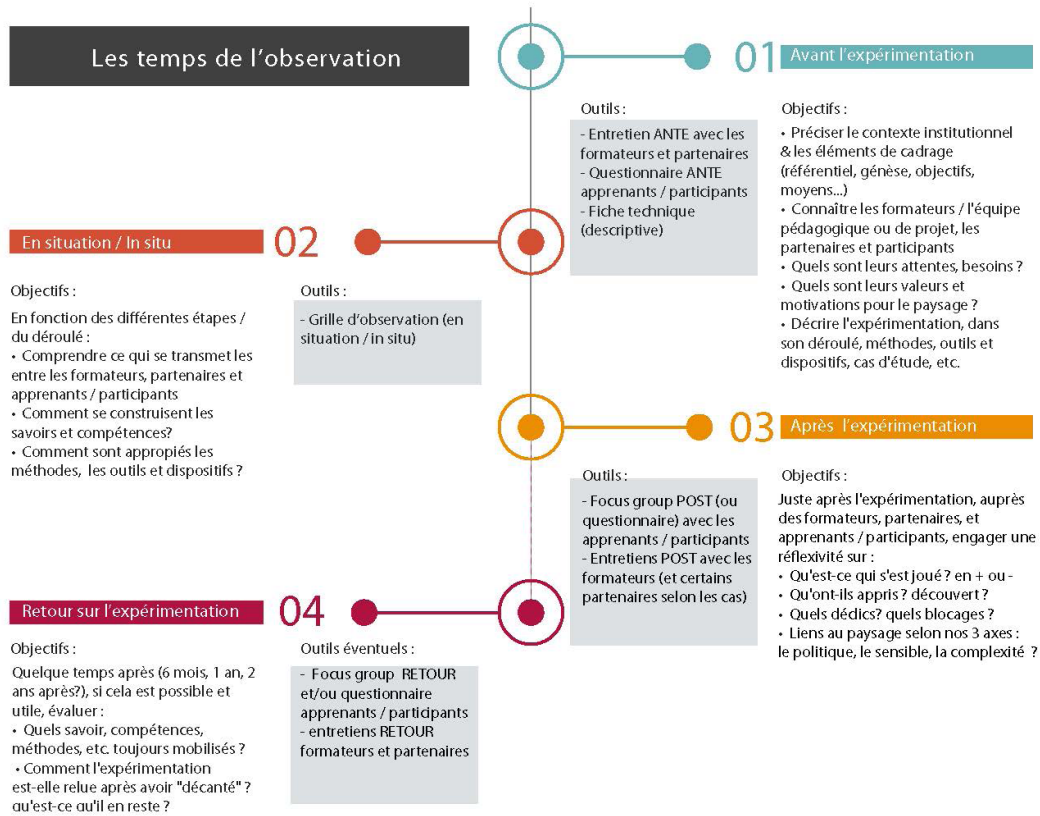 Les temps de l'observation
01 Avant l'expérimentation
Outils :
- Entretien ANTE avec les
formateurs et partenaires
- Questionnaire ANTE
apprenants / participants
- Fiche technique
(descriptive)
Objectifs :
• Préciser le contexte institutionnel
& les éléments de cadrage
(référentiel, génèse, objectifs,
moyens...)
• Connaître les formateurs / l'équipe
pédagogique ou de projet, les
partenaires et participants
• Quels sont leurs attentes, besoins ?
• Quels sont leurs valeurs et
motivations pour le paysage ?
• Décrire l'expérimentation, dans
son déroulé, méthodes, outils et
dispositifs, cas d'étude, etc.
En situation / In situ 02
Objectifs :
En fonction des différentes étapes /
du déroulé :
• Comprendre ce qui se transmet les
entre les formateurs, partenaires et
apprenants / participants
• Comment se construisent les
savoirs et compétences?
• Comment sont appropiés les
méthodes, les outils et dispositifs ?
Outils :
- Grille d'observation (en
situation / in situ)
03 Après l'expérimentation
Outils :
- Focus group POST (ou
questionnaire) avec les
apprenants / participants
- Entretiens POST avec les
formateurs (et certains
partenaires selon les cas)
Objectifs :
Juste après l'expérimentation, auprès
des formateurs, partenaires, et
apprenants / participants, engager une
réflexivité sur :
• Qu'est-ce qui s'est joué ? en + ou -
• Qu'ont-ils appris ? découvert ?
• Quels déclics? quels blocages ?
• Liens au paysage selon nos 3 axes :
le politique, le sensible, la complexité ?
Retour sur l'expérimentation 04
Objectifs :
Quelque temps après (6 mois, 1 an, 2
ans après?), si cela est possible et
utile, évaluer :
• Quels savoir, compétences,
méthodes, etc. toujours mobilisés ?
• Comment l'expérimentation
est-elle relue après avoir "décanté" ?
qu'est-ce qu'il en reste ?
Outils éventuels :
- Focus group RETOUR
et/ou questionnaire
apprenants / participants
- entretiens RETOUR
formateurs et partenaires